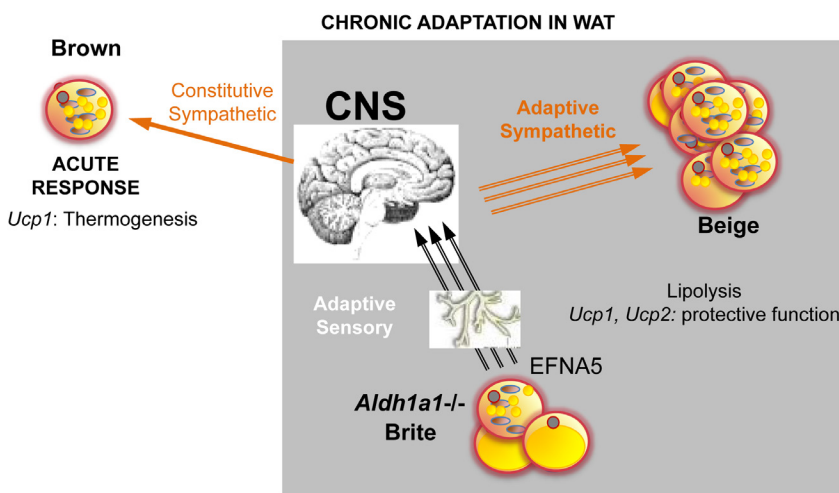 CHRONIC ADAPTATION IN WAT
Brown
Constitutive
Sympathetic
ACUTE
RESPONSE
Ucp1: Thermogenesis
CNS
Adaptive
Sympathetic
Beige
Lipolysis
Ucp1, Ucp2: protective function
Adaptive
Sensory
EFNA5
Aldh1a1-/-
Brite